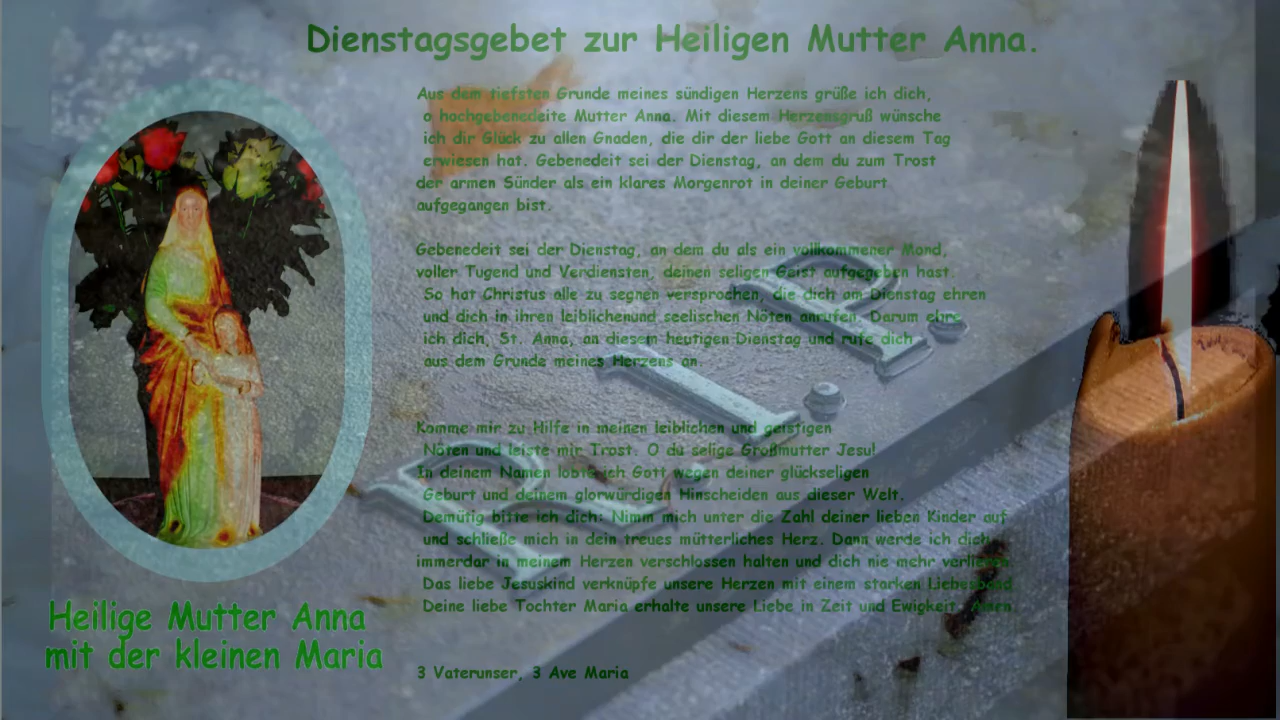 Dienstagsgebet zur Heiligen Mutter Anna.
Aus dem tiefsten Grunde meines sündigen Herzens grüße ich dich,
o hochgebenedeite Mutter Anna. Mit diesem Herzensgruß wünsche
ich dir Glück zu allen Gnaden, die dir der liebe Gott an diesem Tag
erwiesen hat. Gebenedeit sei der Dienstag, an dem du zum Trost
der armen Sünder als ein klares Morgenrot in deiner Geburt
aufgegangen bist.
Gebenedeit sei der Dienstag, an dem du als ein vollkommener Mond,
voller Tugend und Verdiensten, deinen seligen Geist aufgegeben hast.
So hat Christus alle zu segnen versprochen, die dich am Dienstag ehren
und dich in ihren leiblichenund seelischen Nöten anrufen. Darum ehre
ich dich, St. Anna, an diesem heutigen Dienstag und rufe dich
aus dem Grunde meines Herzens an.
Komme mir zu Hilfe in meinen leiblichen und geistigen
Nöten und leiste mir Trost. O du selige Großmutter Jesu!
In deinem Namen lobte ich Gott wegen deiner glückseligen
Geburt und deinem glorwürdigen Hinscheiden aus dieser Welt.
Demütig bitte ich dich: Nimm mich unter die Zahl deiner lieben Kinder auf
und schließe mich in dein treues mütterliches Herz. Dann werde ich dich
immerdar in meinem Herzen verschlossen halten und dich nie mehr verlieren.
Das liebe Jesuskind verknüpfe unsere Herzen mit einem starken Liebesband.
Deine liebe Tochter Maria erhalte unsere Liebe in Zeit und Ewigkeit. Amen.
3 Vaterunser, 3 Ave Maria
Heilige Mutter Anna
mit der kleinen Maria
R.I.P.